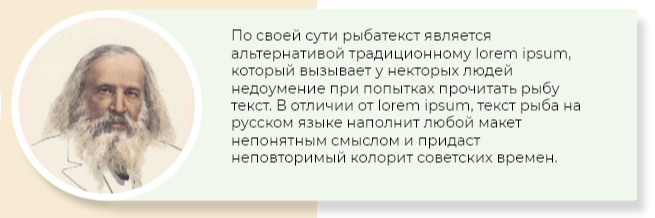 По своей сути рыбатекст является
альтернативой традиционному lorem ipsum,
который вызывает у некторых людей
недоумение при попытках прочитать рыбу
текст. В отличии от lorem ipsum, текст рыба на
русском языке наполнит любой макет
непонятным смыслом и придаст
неповторимый колорит советских времен.